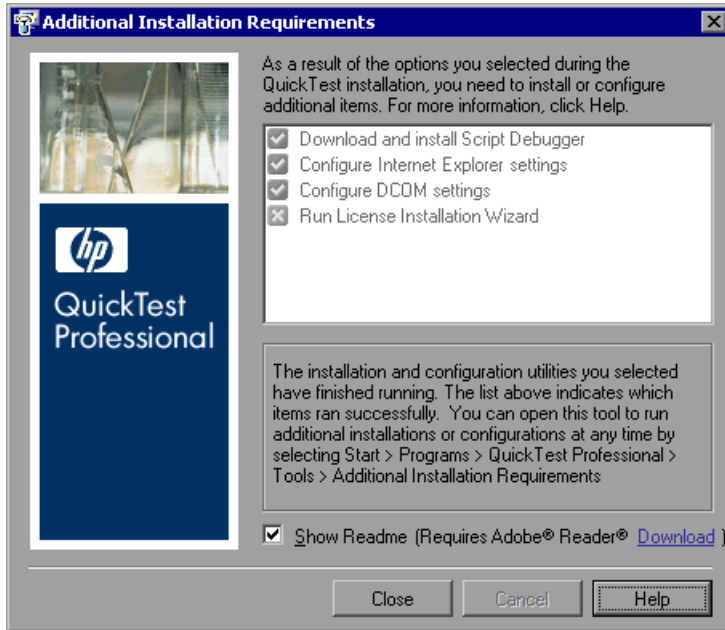 Additional Installation Requirements
As a result of the options you selected during the
QuickTest installation, you need to install or configure
additional items. For more information, click Help.
Download and install Script Debugger
Configure Internet Explorer settings
Configure DCOM settings
Run License Installation Wizard
hp
QuickTest
Professional
The installation and configuration utilities you selected
have finished running. The list above indicates which
items ran successfully.  You can open this tool to run
additional installations or configurations at any time by
selecting Start > Programs > QuickTest Professional >
Tools > Additional Installation Requirements
Show Readme (Requires Adobe® Reader® Download )
Close Cancel Help